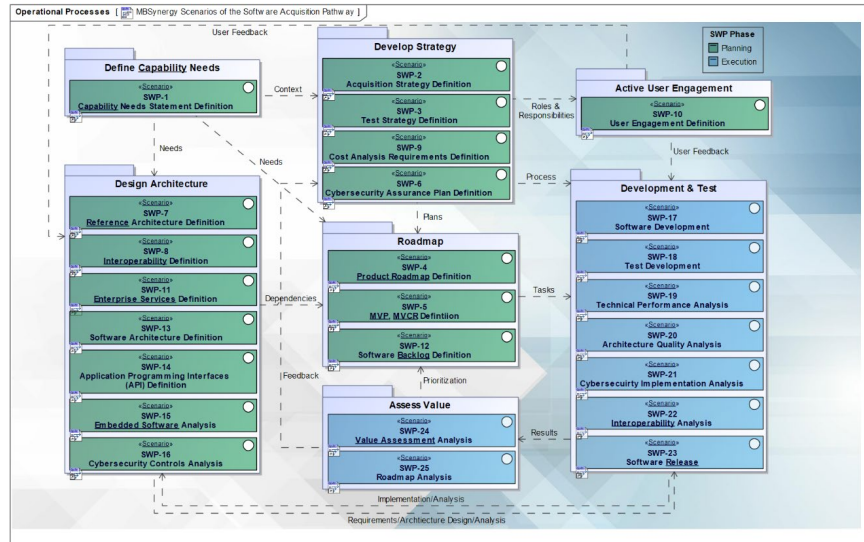 Operational Processes [ MBSynergy Scenarios of the Software Acquisition Pathway ]
User Feedback
SWP Phase
Planning
Execution
Define Capability Needs
«Scenario»
SWP-1
Capability Needs Statement Definition
Context
Develop Strategy
«Scenario»
SWP-2
Acquisition Strategy Definition
«Scenario»
SWP-3
Test Strategy Definition
«Scenario»
SWP-9
Cost Analysis Requirements Definition
«Scenario»
SWP-6
Cybersecurity Assurance Plan Definition
Roles &
Responsibilities
Active User Engagement
«Scenario»
SWP-10
User Engagement Definition
Needs
Needs
User Feedback
Process
Plans
Design Architecture
«Scenario»
SWP-7
Reference Architecture Definition
«Scenario»
SWP-8
Interoperability Definition
«Scenario»
SWP-11
Enterprise Services Definition
«Scenario»
SWP-13
Software Architecture Definition
«Scenario»
SWP-14
Application Programming Interfaces
(API) Definition
«Scenario»
SWP-15
Embedded Software Analysis
«Scenario»
SWP-16
Cybersecurity Controls Analysis
Dependencies
Feedback
Roadmap
«Scenario»
SWP-4
Product Roadmap Definition
«Scenario»
SWP-5
MVP, MVCR Defintiion
«Scenario»
SWP-12
Software Backlog Definition
Tasks
Prioritization
Assess Value
«Scenario»
SWP-24
Value Assessment Analysis
«Scenario»
SWP-25
Roadmap Analysis
Results
Development & Test
«Scenario»
SWP-17
Software Development
«Scenario»
SWP-18
Test Development
«Scenario»
SWP-19
Technical Performance Analysis
«Scenario»
SWP-20
Architecture Quality Analysis
«Scenario»
SWP-21
Cybersecuirty Implementation Analysis
«Scenario»
SWP-22
Interoperability Analysis
«Scenario»
SWP-23
Software Release
Implementation/Analysis
Requirements/Archtiecture Design/Analysis